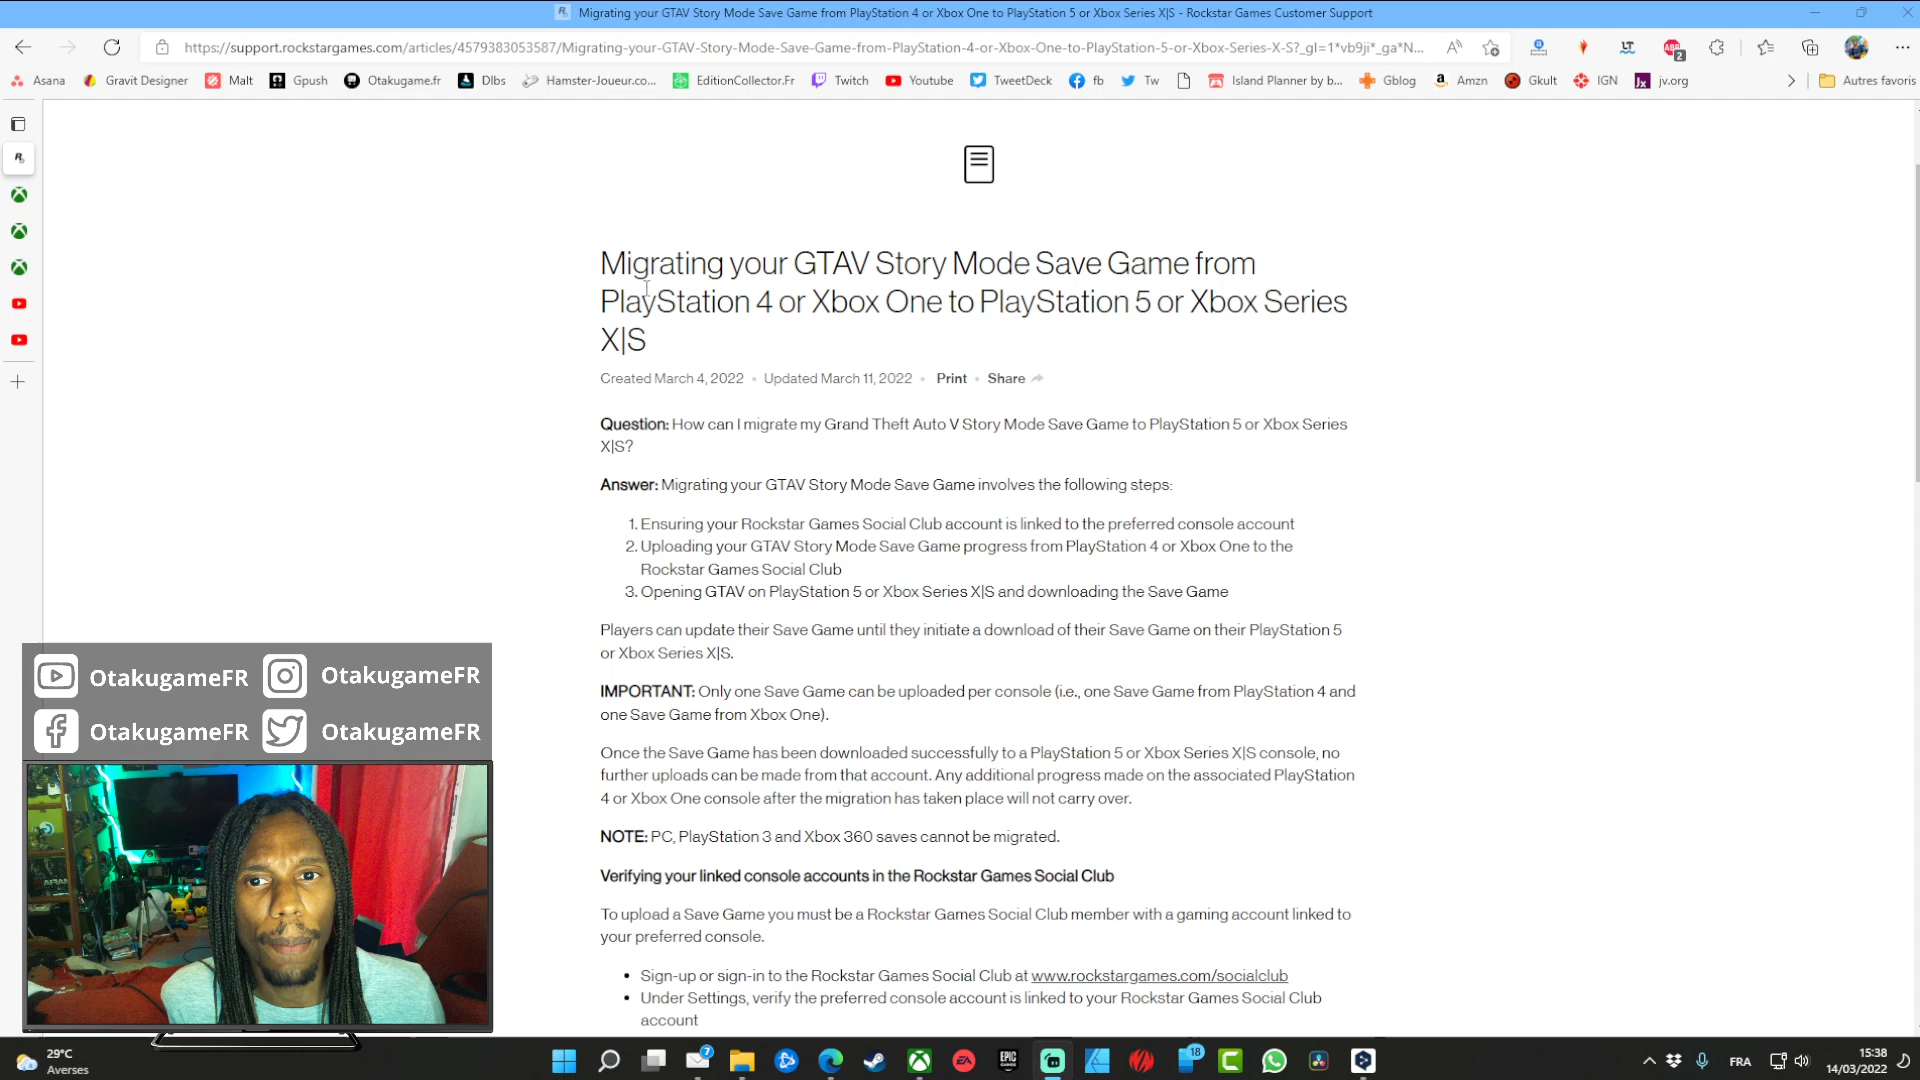 Migrating your GTAV Story Mode Save Game from PlayStation 4 or Xbox One to PlayStation 5 or Xbox Series X|S - Rockstar Games Customer Support
https://support.rockstargames.com/articles/4579383053587/Migrating-your-GTAV-Story-Mode-Save-Game-from-PlayStation-4-or-Xbox-One-to-PlayStation-5-or-Xbox-Series-X-S?_gl=1*vb9ji*_ga*N...
Asana Gravit Designer Malt Gpush Otakugame.fr Dlbs Hamster-Joueur.co... EditionCollector.Fr Twitch Youtube TweetDeck fb Tw Island Planner by b... Gblog Amzn Gkult IGN jv.org Autres favoris
Migrating your GTAV Story Mode Save Game from
PlayStation 4 or Xbox One to PlayStation 5 or Xbox Series
X|S
Created March 4, 2022 • Updated March 11, 2022 • Print • Share
Question: How can I migrate my Grand Theft Auto V Story Mode Save Game to PlayStation 5 or Xbox Series
X|S?
Answer: Migrating your GTAV Story Mode Save Game involves the following steps:
1. Ensuring your Rockstar Games Social Club account is linked to the preferred console account
2. Uploading your GTAV Story Mode Save Game progress from PlayStation 4 or Xbox One to the
Rockstar Games Social Club
3. Opening GTAV on PlayStation 5 or Xbox Series X|S and downloading the Save Game
Players can update their Save Game until they initiate a download of their Save Game on their PlayStation 5
or Xbox Series X|S.
IMPORTANT: Only one Save Game can be uploaded per console (i.e., one Save Game from PlayStation 4 and
one Save Game from Xbox One).
Once the Save Game has been downloaded successfully to a PlayStation 5 or Xbox Series X|S console, no
further uploads can be made from that account. Any additional progress made on the associated PlayStation
4 or Xbox One console after the migration has taken place will not carry over.
NOTE: PC, PlayStation 3 and Xbox 360 saves cannot be migrated.
Verifying your linked console accounts in the Rockstar Games Social Club
To upload a Save Game you must be a Rockstar Games Social Club member with a gaming account linked to
your preferred console.
• Sign-up or sign-in to the Rockstar Games Social Club at www.rockstargames.com/socialclub
• Under Settings, verify the preferred console account is linked to your Rockstar Games Social Club
account
OtakugameFR OtakugameFR
OtakugameFR OtakugameFR
29°C
Averses
7
EA
EPIC GAMES
18
FRA
15:38
14/03/2022